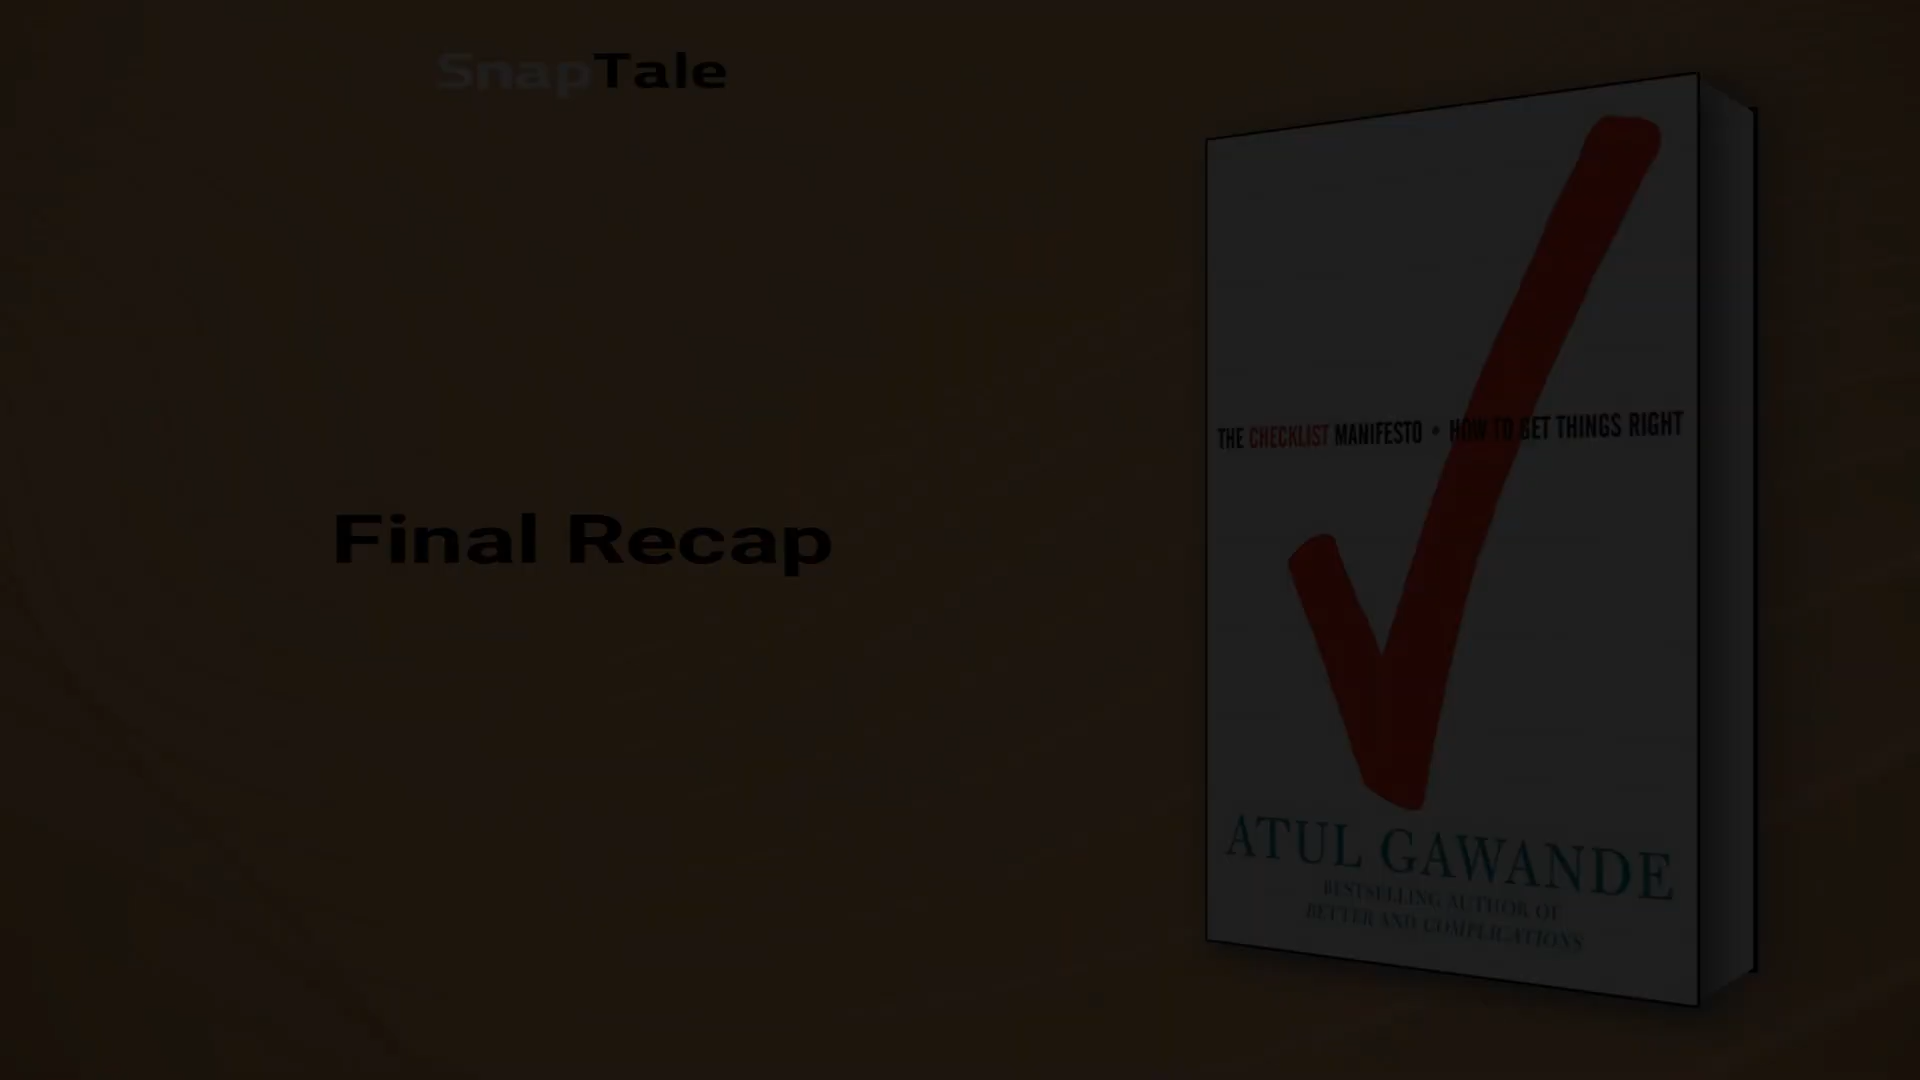 SnapTale
Final Recap
THE CHECKLIST MANIFESTO • HOW TO GET THINGS RIGHT
ATUL GAWANDE
BESTSELLING AUTHOR OF
BETTER AND COMPLICATIONS